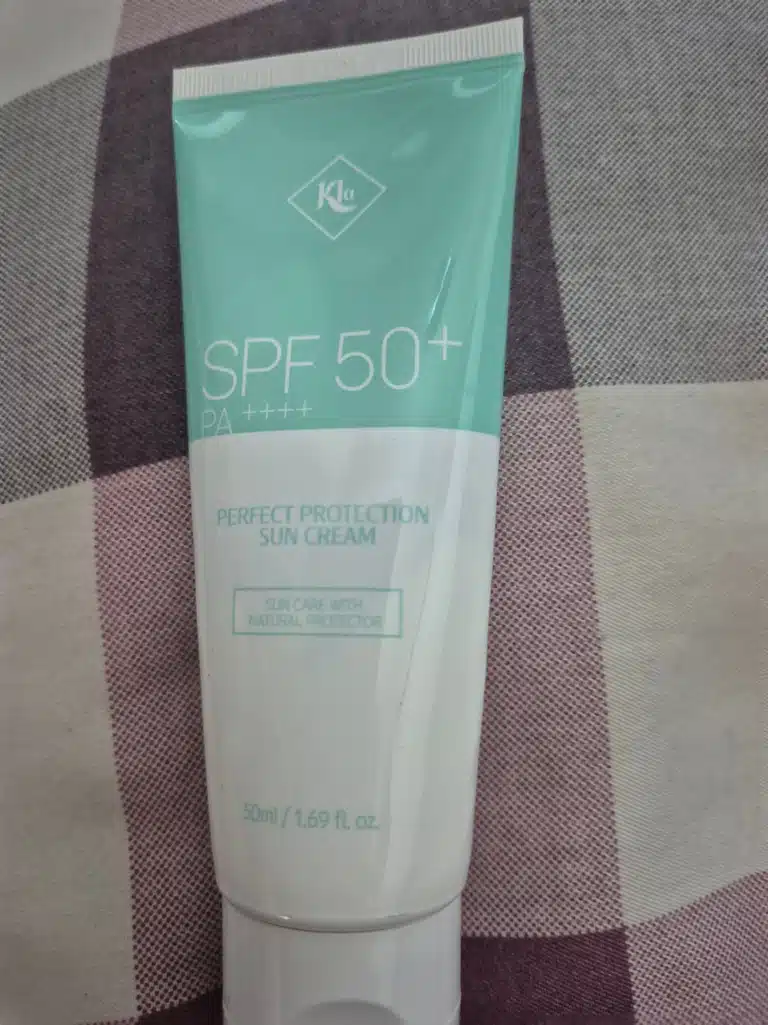 Kla
SPF 50+
PA ++++
PERFECT PROTECTION
SUN CREAM
SUN CARE WITH
NATURAL PROTECTOR
50ml / 1.69 fl. oz.